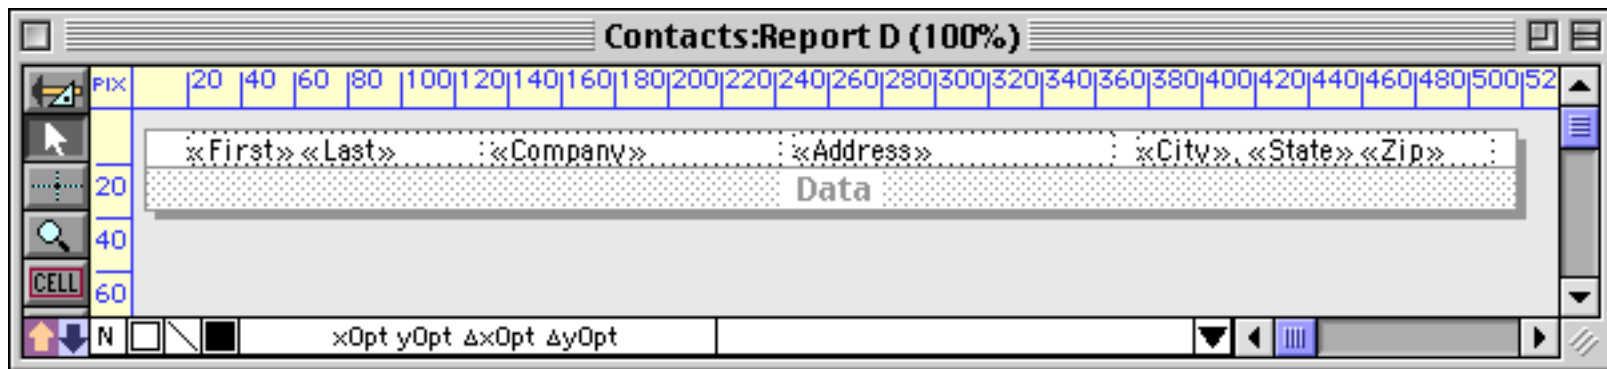 Contacts:Report D (100%)
PIX 20 40 60 80 100 120 140 160 180 200 220 240 260 280 300 320 340 360 380 400 420 440 460 480 500 52
«First» «Last» «Company» «Address» «City», «State» «Zip»
20 Data
40
CELL 60
N xOpt yOpt ΔxOpt ΔyOpt